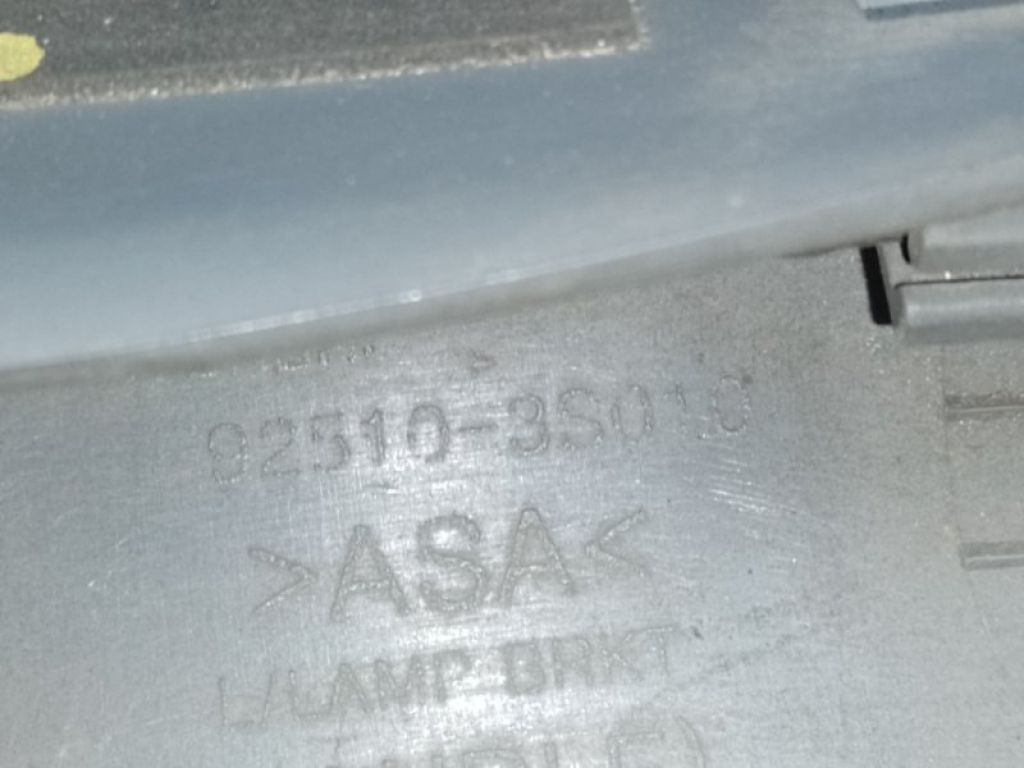 92510-3S010
>ASA<
L/LAMP BRKT